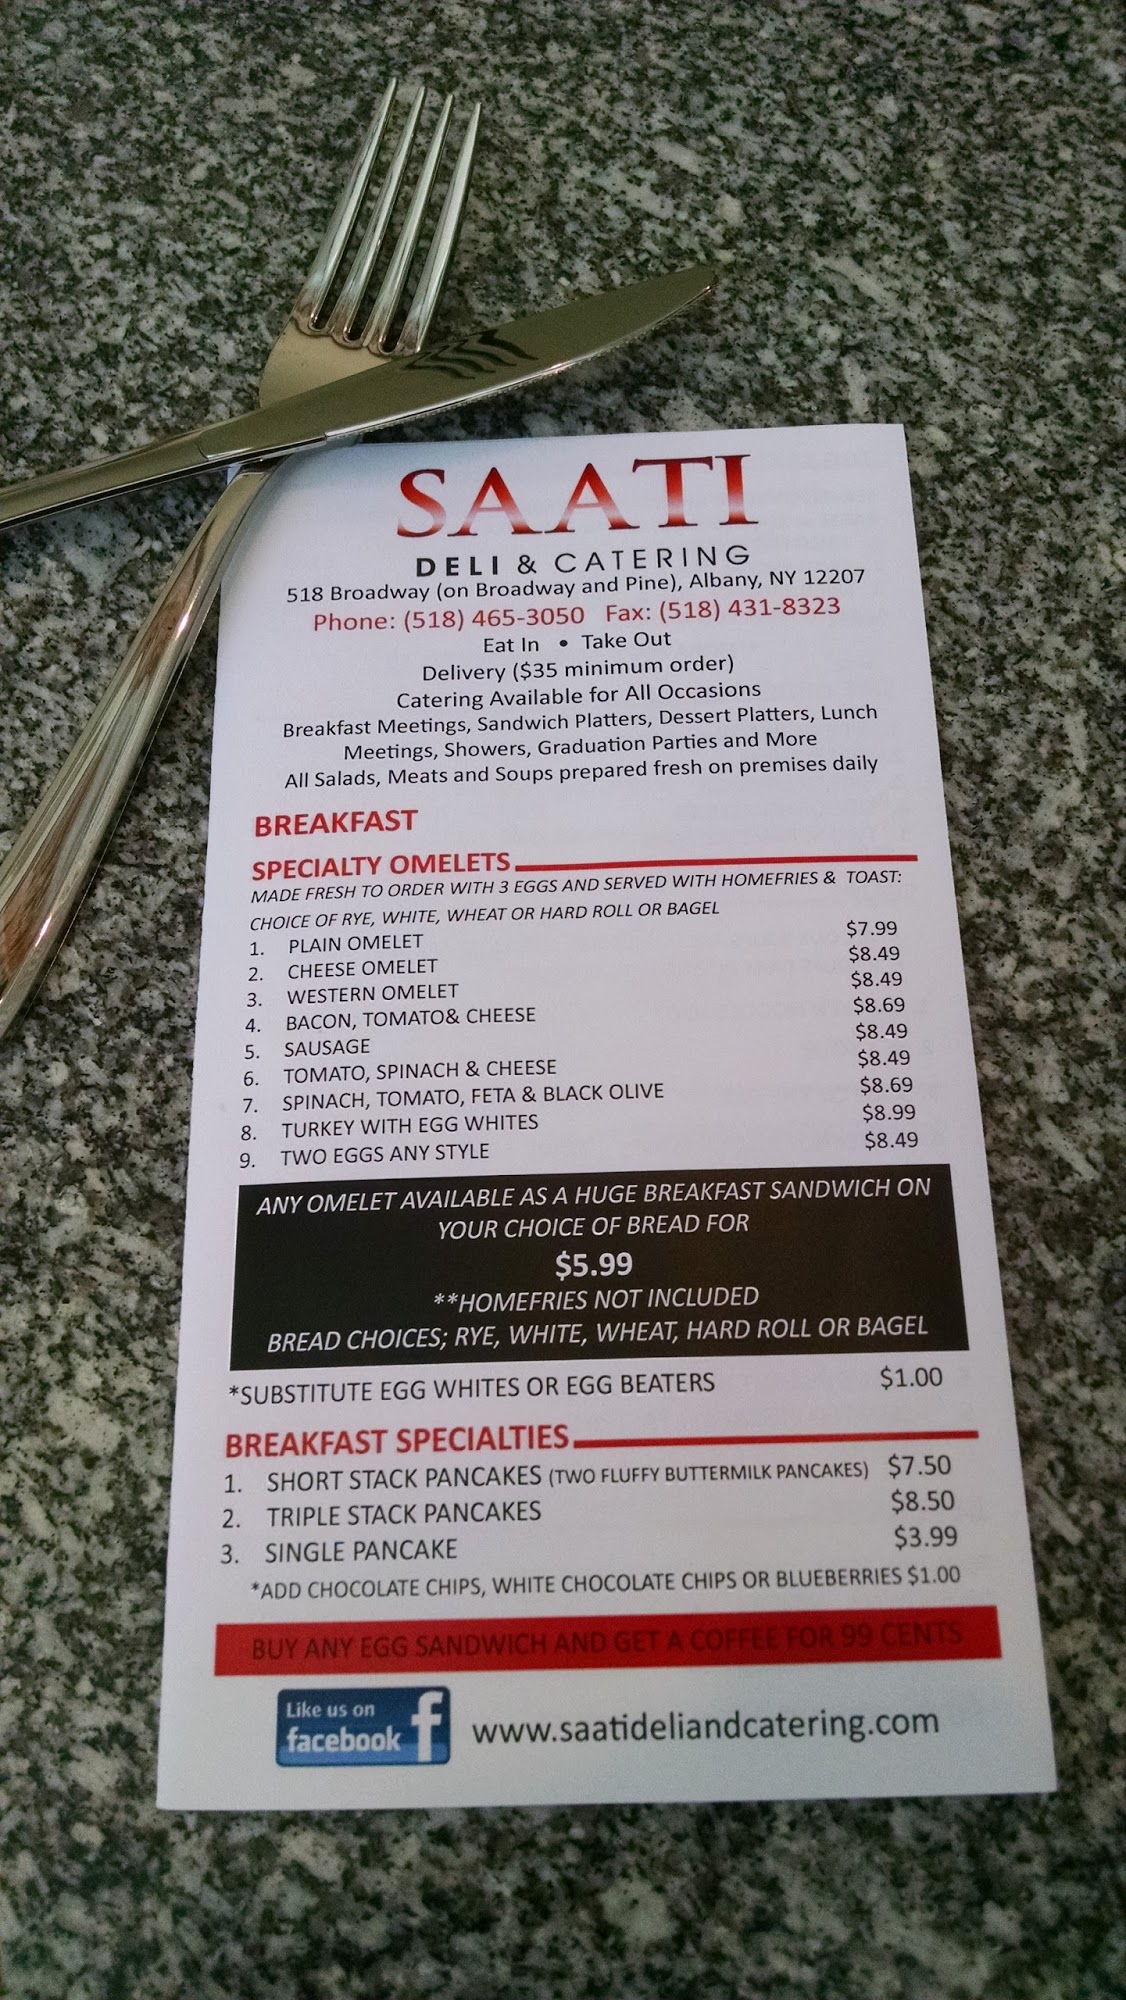 SAATI
DELI & CATERING
518 Broadway (on Broadway and Pine), Albany, NY 12207
Phone: (518) 465-3050 Fax: (518) 431-8323
Eat In • Take Out
Delivery ($35 minimum order)
Catering Available for All Occasions
Breakfast Meetings, Sandwich Platters, Dessert Platters, Lunch
Meetings, Showers, Graduation Parties and More
All Salads, Meats and Soups prepared fresh on premises daily
BREAKFAST
SPECIALTY OMELETS
MADE FRESH TO ORDER WITH 3 EGGS AND SERVED WITH HOMEFRIES & TOAST:
CHOICE OF RYE, WHITE, WHEAT OR HARD ROLL OR BAGEL
1. PLAIN OMELET $7.99
2. CHEESE OMELET $8.49
3. WESTERN OMELET $8.49
4. BACON, TOMATO& CHEESE $8.69
5. SAUSAGE $8.49
6. TOMATO, SPINACH & CHEESE $8.49
7. SPINACH, TOMATO, FETA & BLACK OLIVE $8.69
8. TURKEY WITH EGG WHITES $8.99
9. TWO EGGS ANY STYLE $8.49
ANY OMELET AVAILABLE AS A HUGE BREAKFAST SANDWICH ON
YOUR CHOICE OF BREAD FOR
$5.99
**HOMEFRIES NOT INCLUDED
BREAD CHOICES; RYE, WHITE, WHEAT, HARD ROLL OR BAGEL
*SUBSTITUTE EGG WHITES OR EGG BEATERS $1.00
BREAKFAST SPECIALTIES
1. SHORT STACK PANCAKES (TWO FLUFFY BUTTERMILK PANCAKES) $7.50
2. TRIPLE STACK PANCAKES $8.50
3. SINGLE PANCAKE $3.99
*ADD CHOCOLATE CHIPS, WHITE CHOCOLATE CHIPS OR BLUEBERRIES $1.00
BUY ANY EGG SANDWICH AND GET A COFFEE FOR 99 CENTS
Like us on
facebook f
www.saatideliandcatering.com